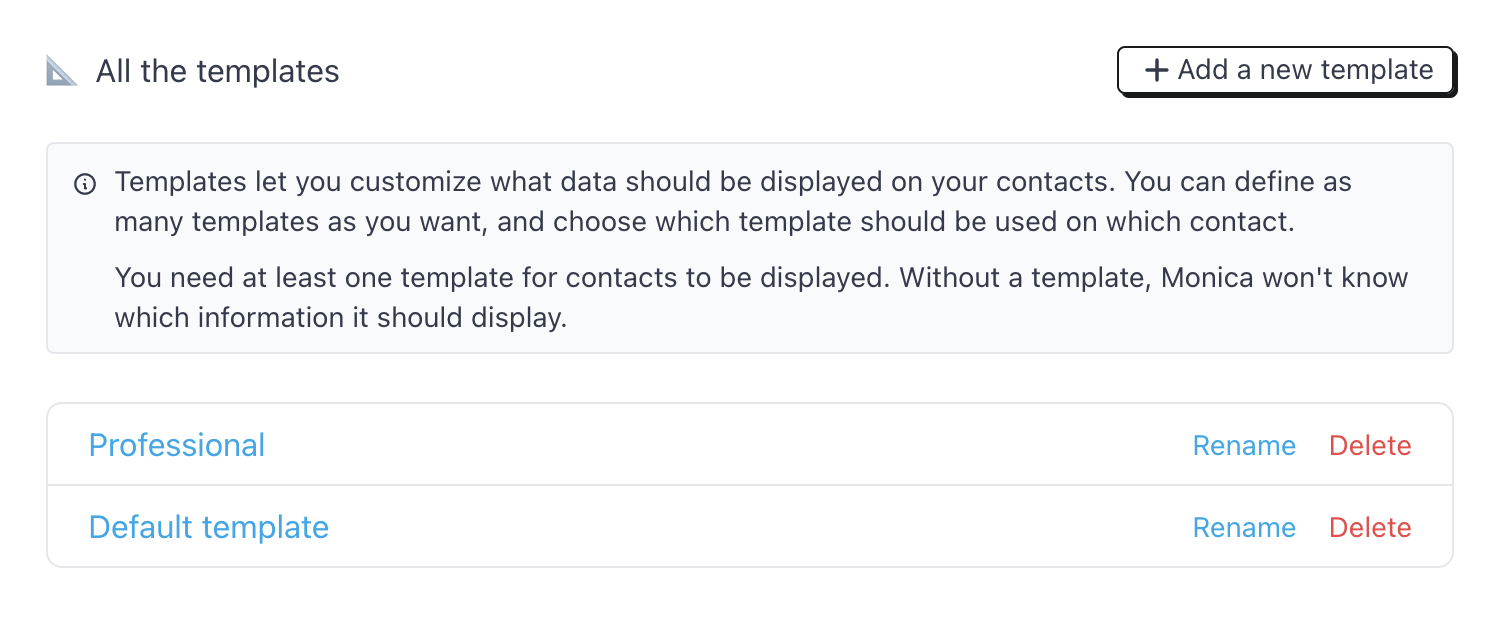 All the templates
+ Add a new template
Templates let you customize what data should be displayed on your contacts. You can define as
many templates as you want, and choose which template should be used on which contact.
You need at least one template for contacts to be displayed. Without a template, Monica won't know
which information it should display.
Professional
Rename Delete
Default template
Rename Delete